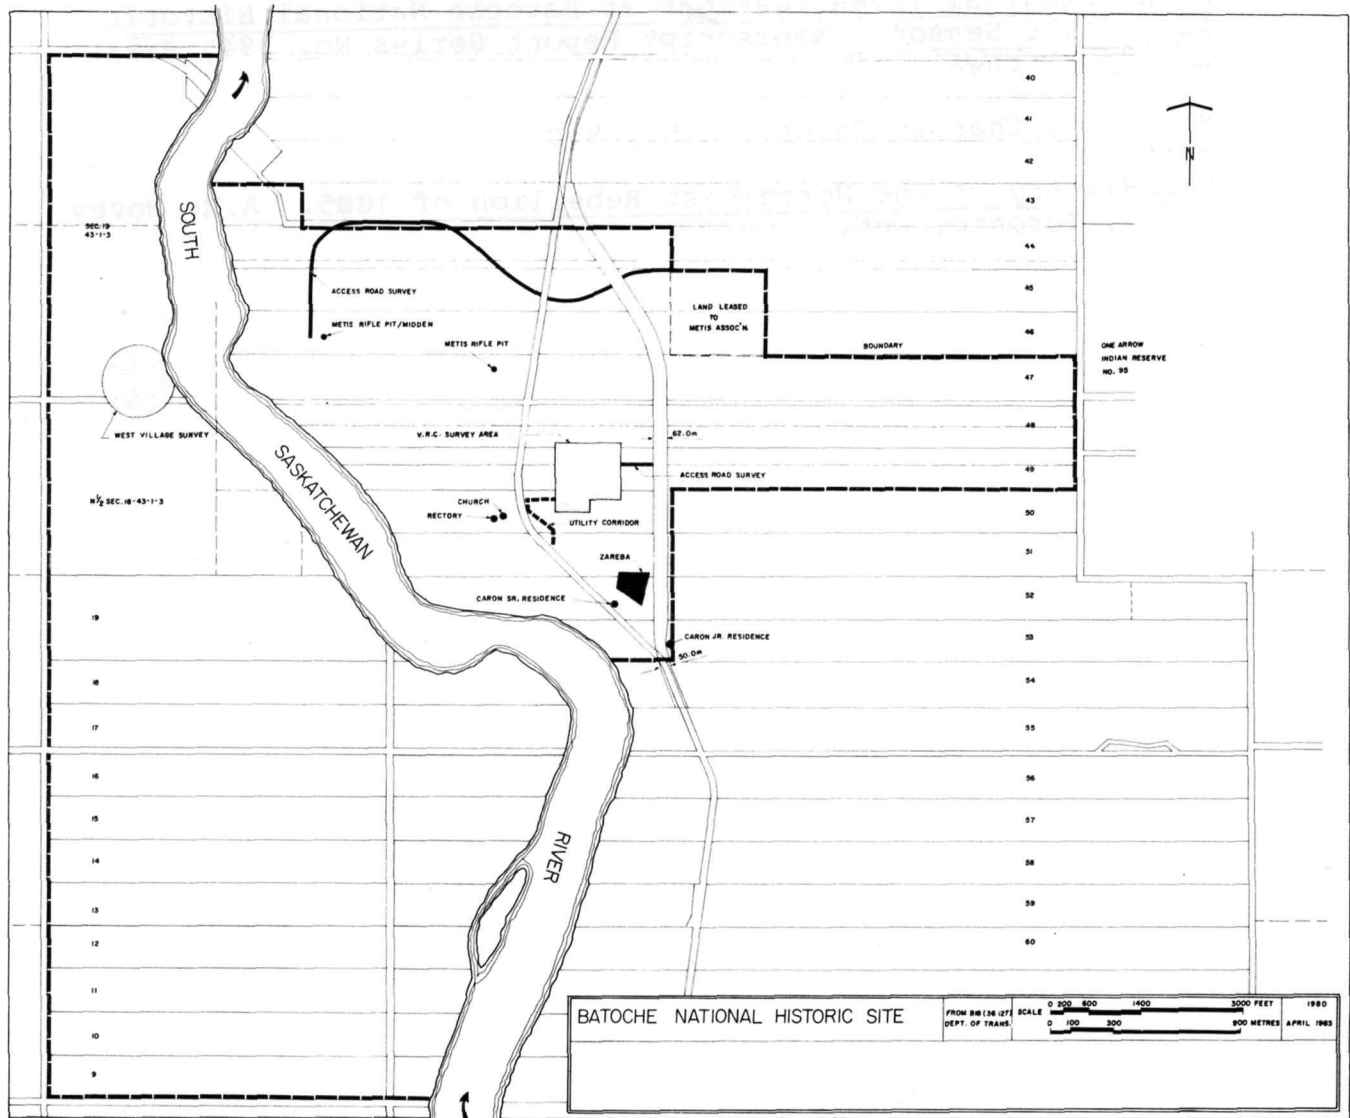 40
41
42
N
43
SOUTH
SEC. 19
43-1-3
44
ACCESS ROAD SURVEY
45
LAND LEASED
TO
METIS ASSOC'N.
METIS RIFLE PIT/MIDDEN
46
METIS RIFLE PIT
BOUNDARY
ONE ARROW
INDIAN RESERVE
NO. 95
47
WEST VILLAGE SURVEY
V.R.C. SURVEY AREA
62.0m
48
SASKATCHEWAN
ACCESS ROAD SURVEY
49
N½ SEC. 18-43-1-3
CHURCH
RECTORY
50
UTILITY CORRIDOR
51
ZAREBA
CARON SR. RESIDENCE
52
19
CARON JR. RESIDENCE
53
50.0m
18
54
17
55
16
56
15
57
RIVER
14
58
13
59
12
60
11
10
9
BATOCHE NATIONAL HISTORIC SITE
DEPT. OF TRANS.
SCALE
0 200 600 1400 3000 FEET
0 100 300 900 METRES
1980
APRIL 1983